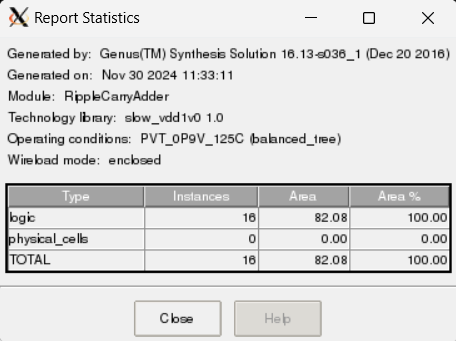 Report Statistics
Generated by: Genus(TM) Synthesis Solution 16.13-s036_1 (Dec 20 2016)
Generated on: Nov 30 2024 11:33:11
Module: RippleCarryAdder
Technology library: slow_vdd1v0 1.0
Operating conditions: PVT_0P9V_125C (balanced_tree)
Wireload mode: enclosed
Type Instances Area Area %
logic 16 82.08 100.00
physical_cells 0 0.00 0.00
TOTAL 16 82.08 100.00
Close Help